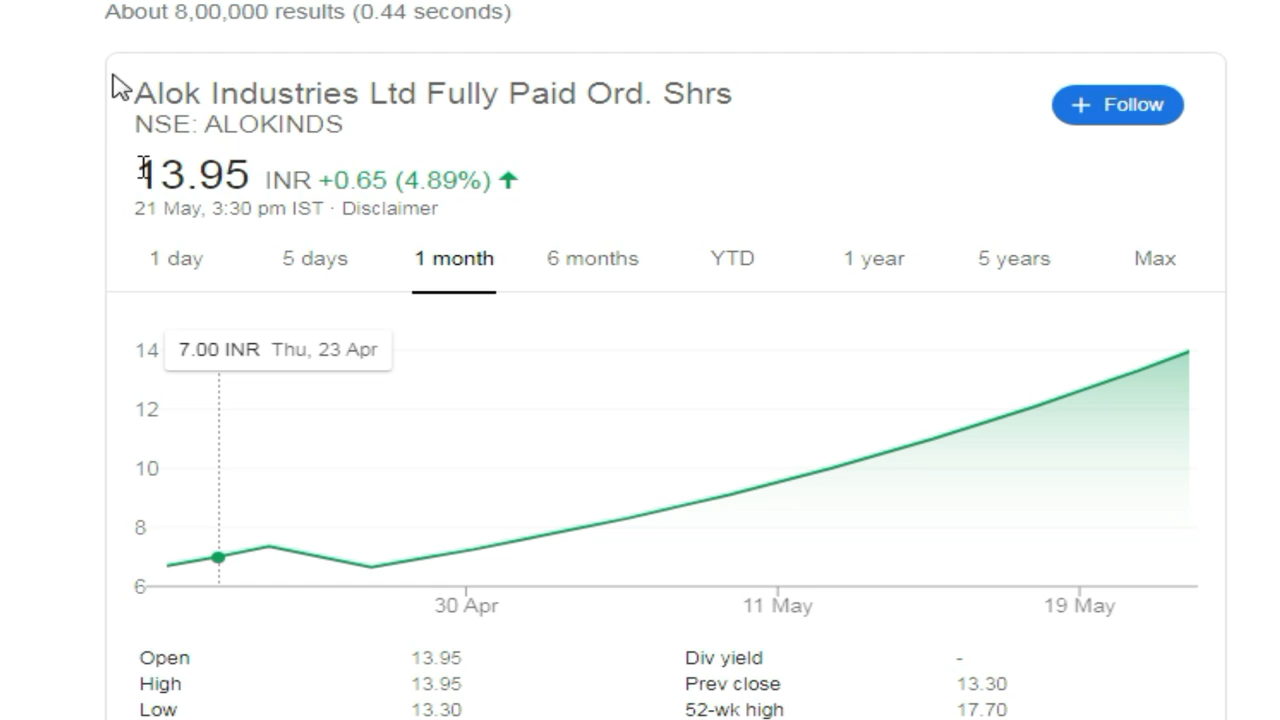 About 8,00,000 results (0.44 seconds)
Alok Industries Ltd Fully Paid Ord. Shrs
NSE: ALOKINDS
+ Follow
13.95 INR +0.65 (4.89%) ↑
21 May, 3:30 pm IST · Disclaimer
1 day 5 days 1 month 6 months YTD 1 year 5 years Max
7.00 INR Thu, 23 Apr
14
12
10
8
6
30 Apr 11 May 19 May
Open 13.95 Div yield -
High 13.95 Prev close 13.30
Low 13.30 52-wk high 17.70